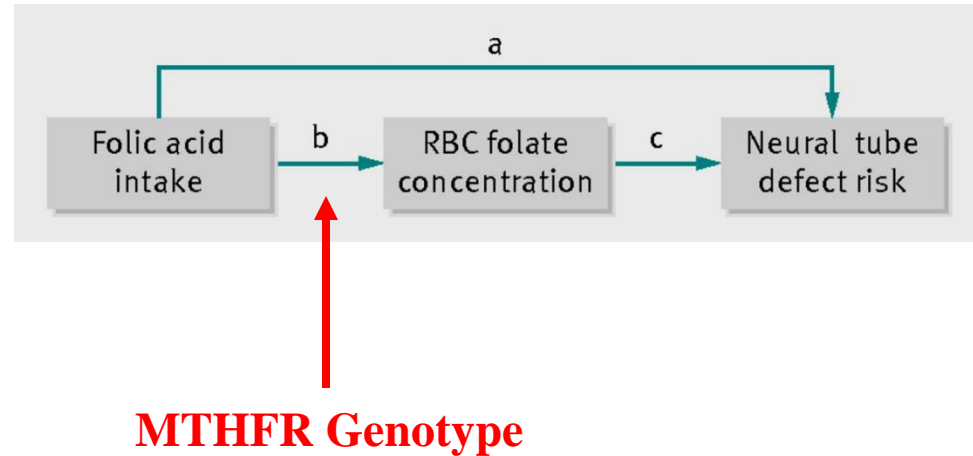 a
Folic acid
intake
b
RBC folate
concentration
c
Neural tube
defect risk
MTHFR Genotype